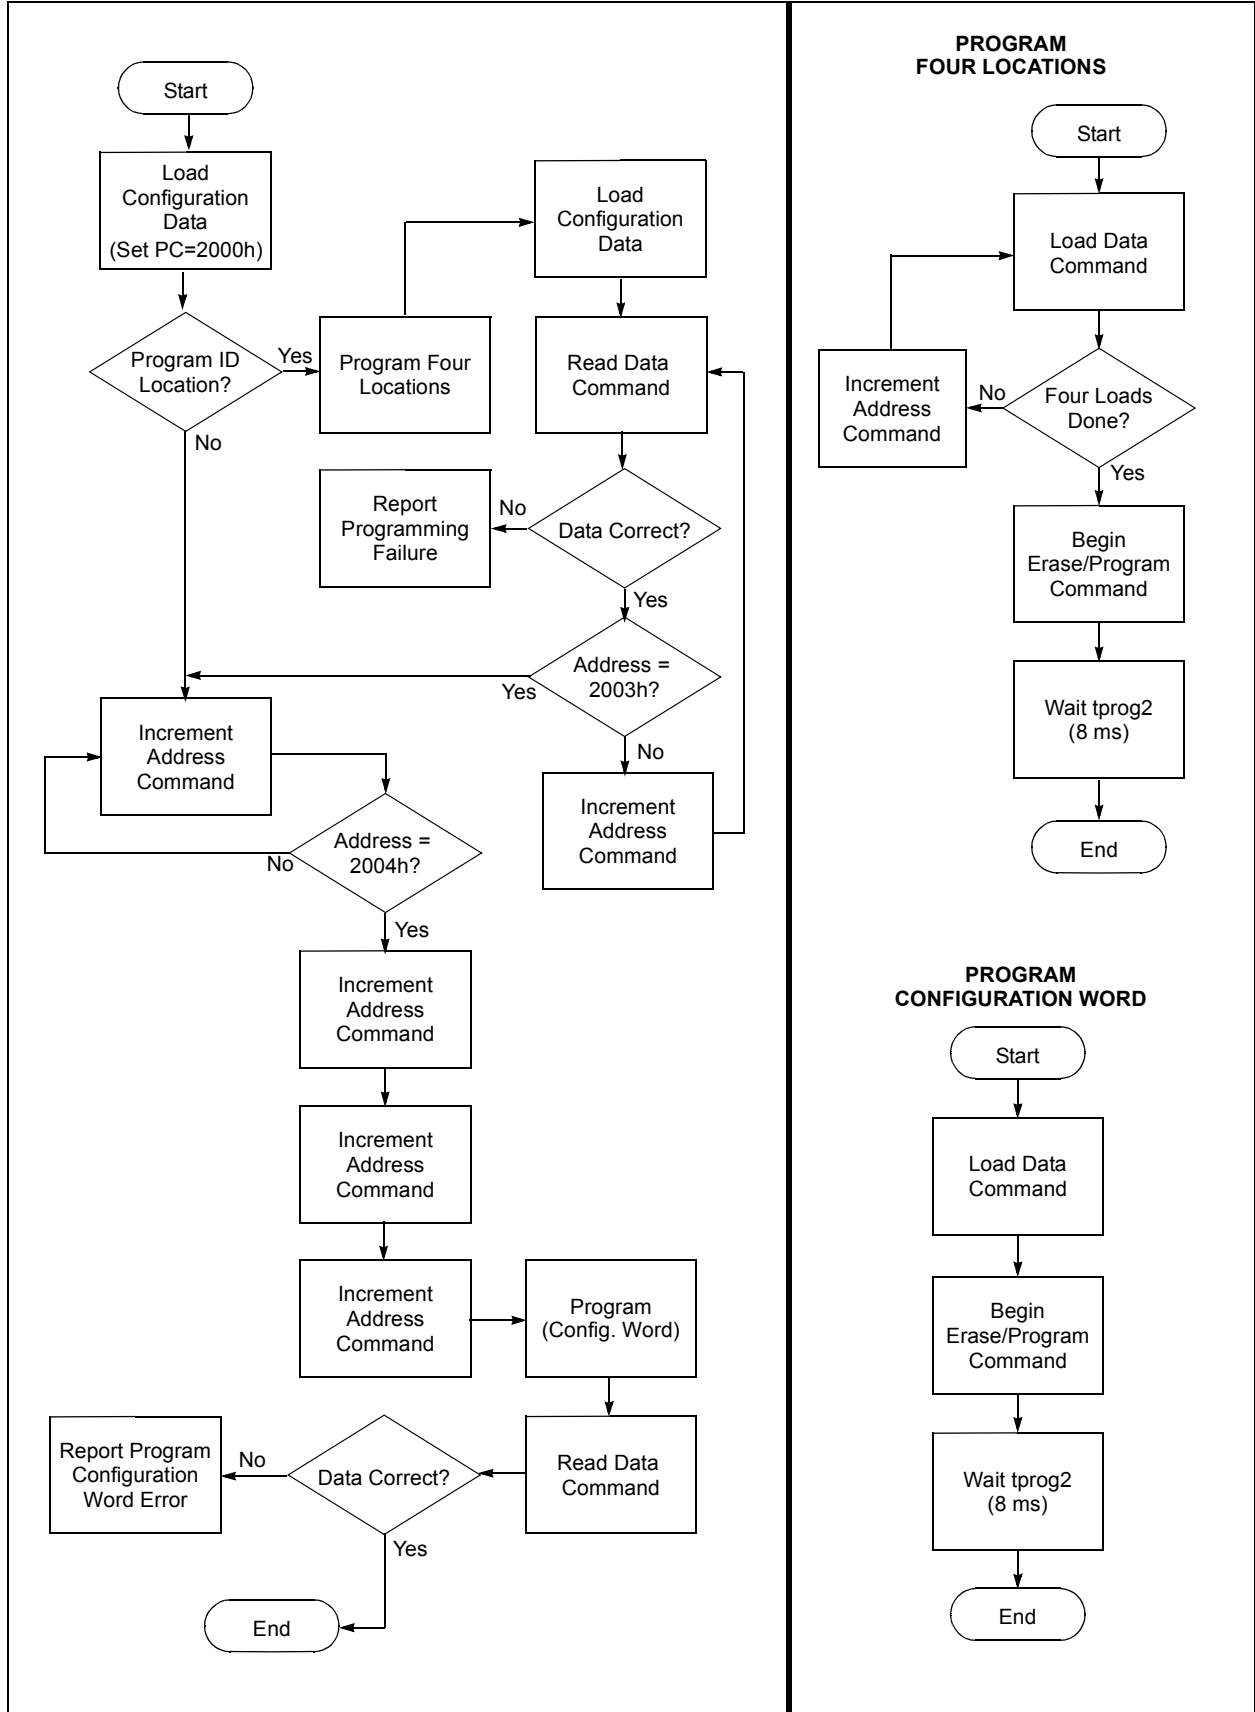 Start
Load
Configuration
Data
(Set PC=2000h)
Program ID
Location?
Yes
No
Program Four
Locations
Load
Configuration
Data
Read Data
Command
Data Correct?
No
Report
Programming
Failure
Yes
Address =
2003h?
Yes
No
Increment
Address
Command
Increment
Address
Command
Address =
2004h?
No
Yes
Increment
Address
Command
Increment
Address
Command
Increment
Address
Command
Program
(Config. Word)
Read Data
Command
Data Correct?
No
Report Program
Configuration
Word Error
Yes
End
PROGRAM
FOUR LOCATIONS
Start
Load Data
Command
Four Loads
Done?
No
Increment
Address
Command
Yes
Begin
Erase/Program
Command
Wait tprog2
(8 ms)
End
PROGRAM
CONFIGURATION WORD
Start
Load Data
Command
Begin
Erase/Program
Command
Wait tprog2
(8 ms)
End